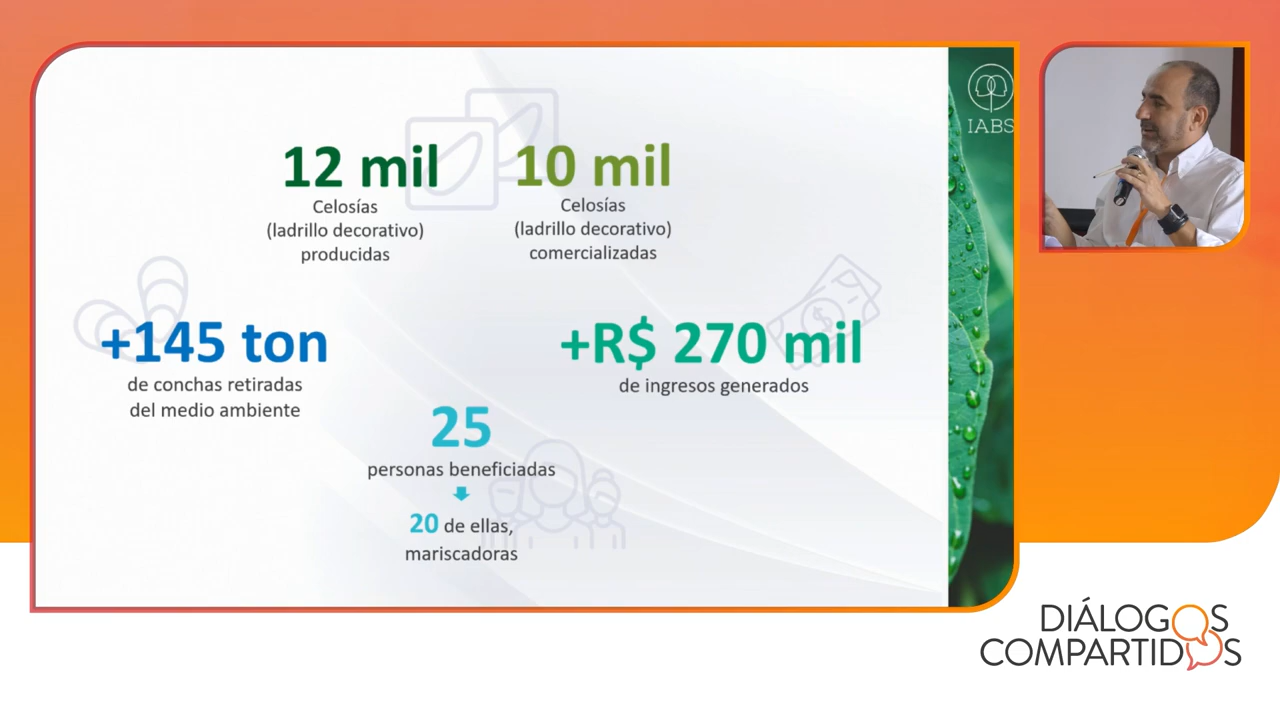 12 mil
Celosías
(ladrillo decorativo)
producidas
10 mil
Celosías
(ladrillo decorativo)
comercializadas
+145 ton
de conchas retiradas
del medio ambiente
+R$ 270 mil
de ingresos generados
25
personas beneficiadas
20 de ellas,
mariscadoras
IABS
DIÁLOGOS
COMPARTIDOS